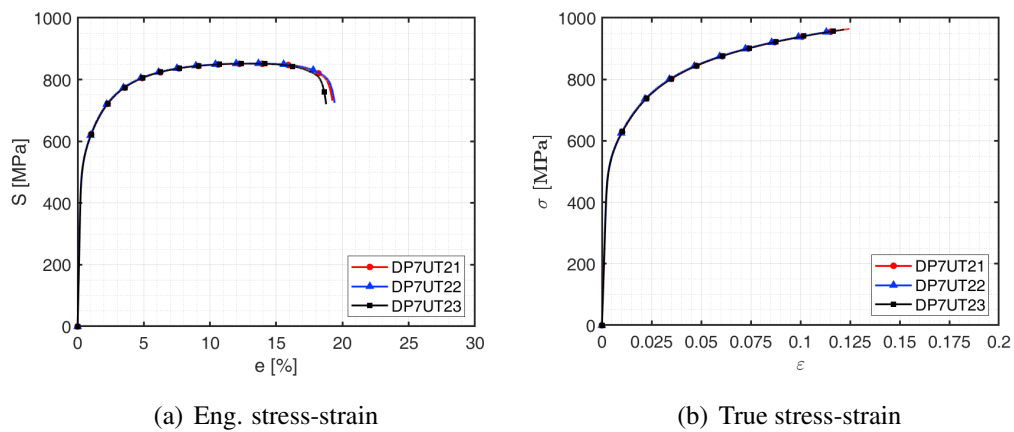 1000
800
600
400
200
0
S [MPa]
0 5 10 15 20 25 30
e [%]
DP7UT21
DP7UT22
DP7UT23
(a) Eng. stress-strain
1000
800
600
400
200
0
σ [MPa]
0 0.025 0.05 0.075 0.1 0.125 0.15 0.175 0.2
ε
DP7UT21
DP7UT22
DP7UT23
(b) True stress-strain